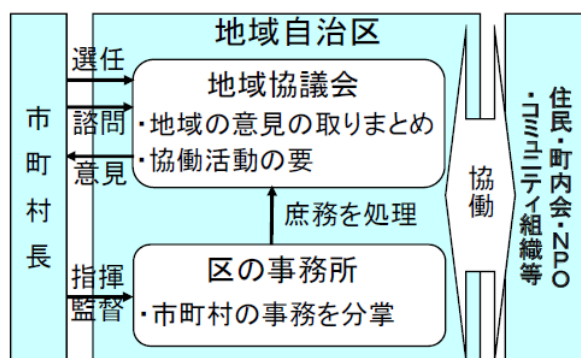 地域自治区
市町村長
選任
諮問
意見
地域協議会
・地域の意見の取りまとめ
・協働活動の要
庶務を処理
指揮
監督
区の事務所
・市町村の事務を分掌
協働
住民・町内会・NPO
・コミュニティ組織等